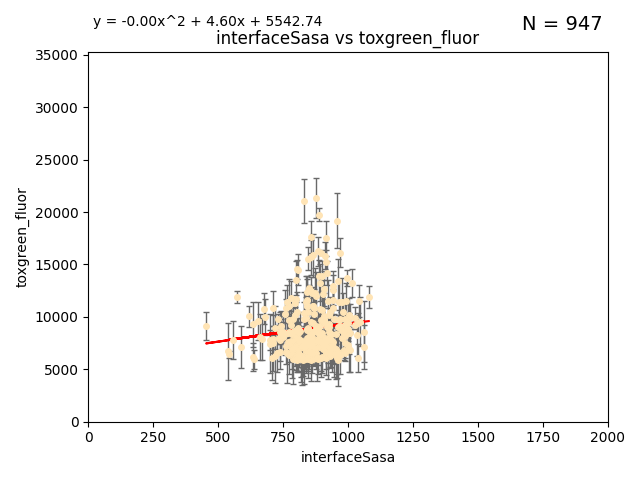 y = -0.00x^2 + 4.60x + 5542.74
N = 947
interfaceSasa vs toxgreen_fluor
35000
30000
25000
20000
15000
10000
5000
0
toxgreen_fluor
0 250 500 750 1000 1250 1500 1750 2000
interfaceSasa